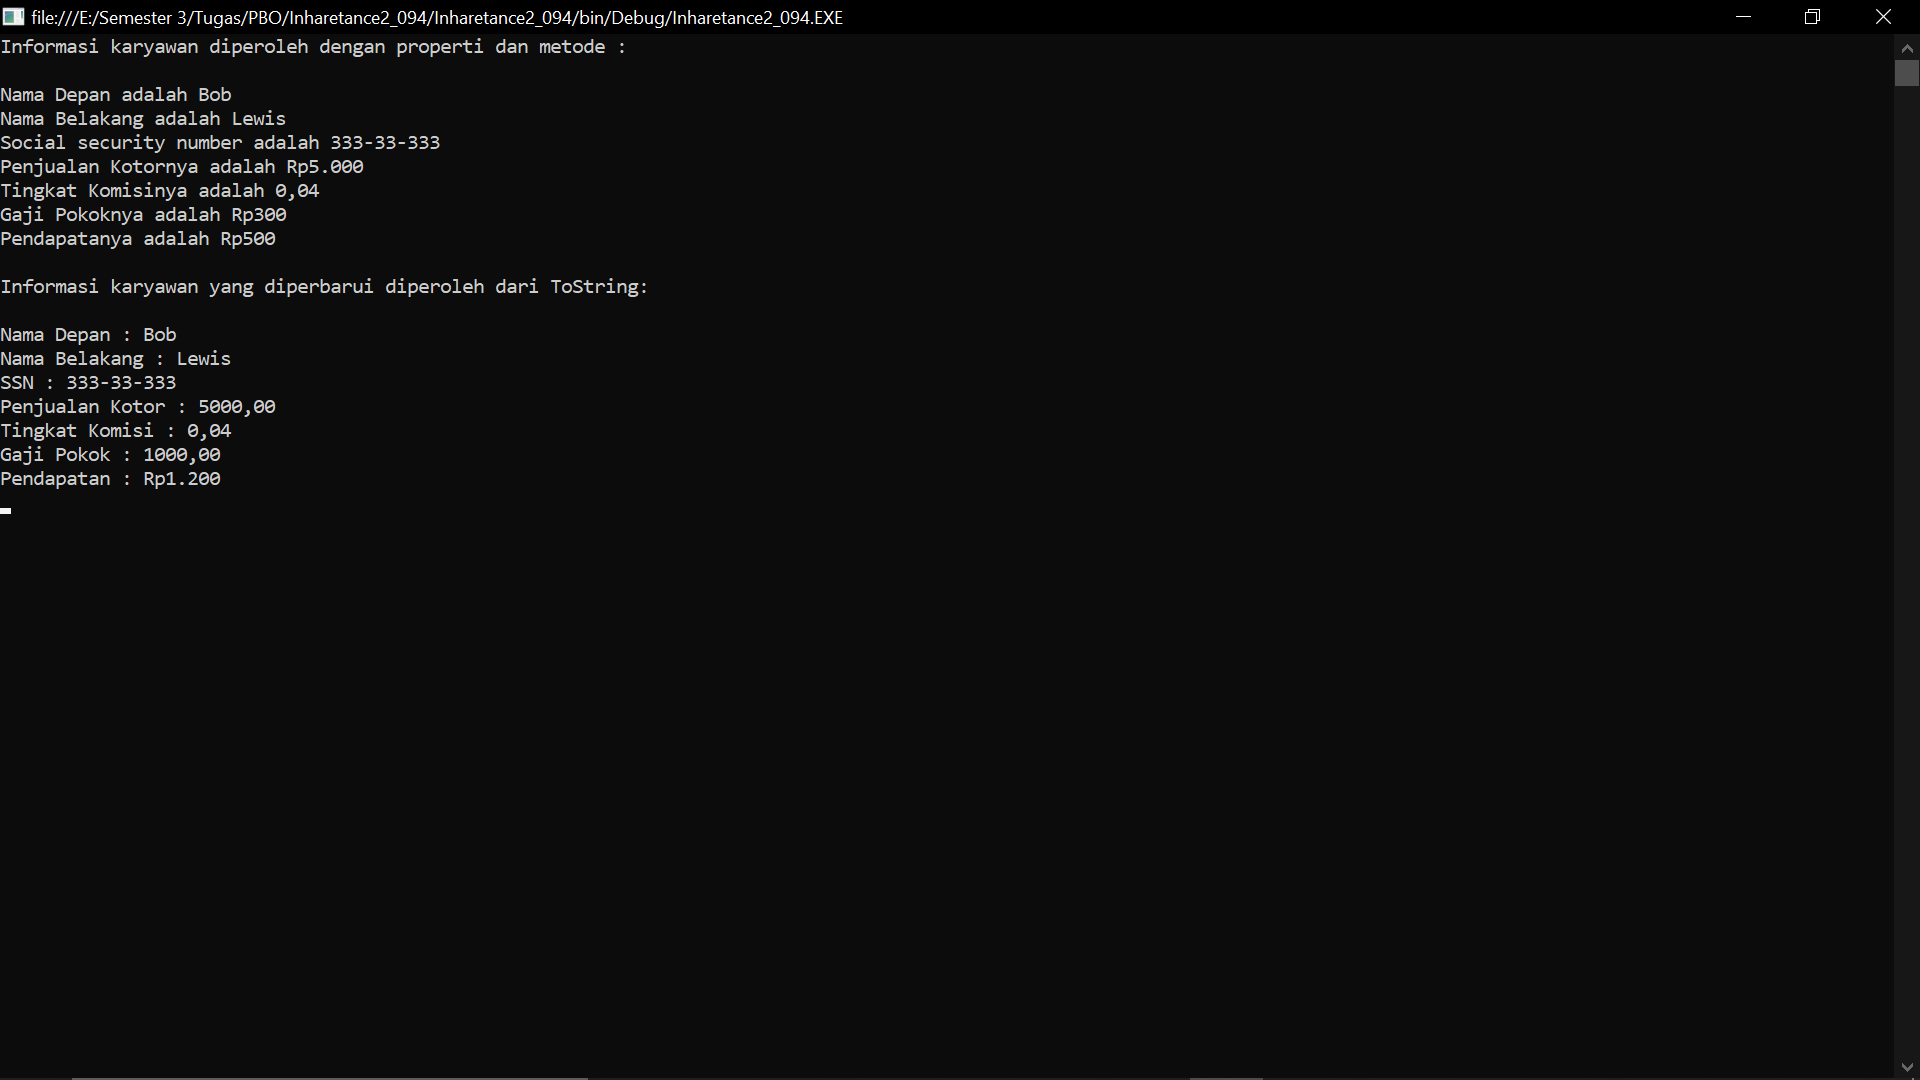 file:///E:/Semester 3/Tugas/PBO/Inharetance2_094/Inharetance2_094/bin/Debug/Inharetance2_094.EXE
Informasi karyawan diperoleh dengan properti dan metode :
Nama Depan adalah Bob
Nama Belakang adalah Lewis
Social security number adalah 333-33-333
Penjualan Kotornya adalah Rp5.000
Tingkat Komisinya adalah 0,04
Gaji Pokoknya adalah Rp300
Pendapatanya adalah Rp500
Informasi karyawan yang diperbarui diperoleh dari ToString:
Nama Depan : Bob
Nama Belakang : Lewis
SSN : 333-33-333
Penjualan Kotor : 5000,00
Tingkat Komisi : 0,04
Gaji Pokok : 1000,00
Pendapatan : Rp1.200